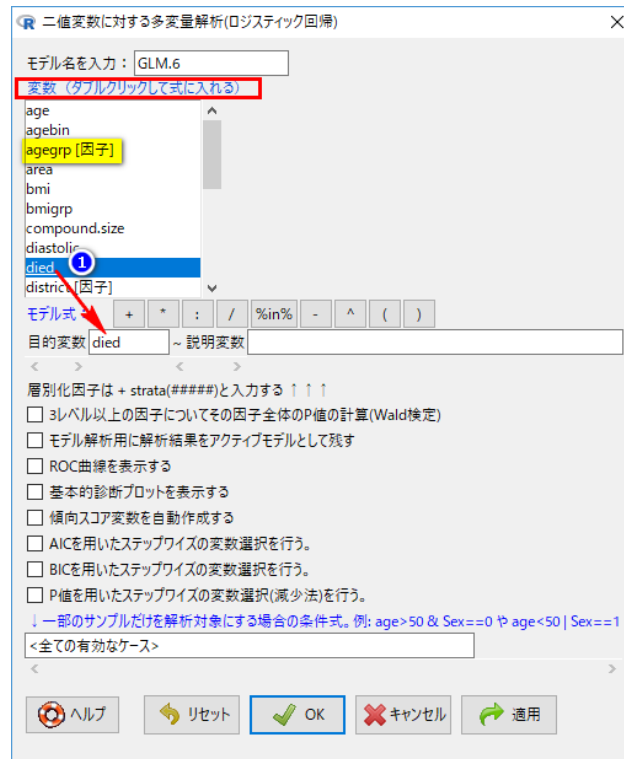 二値変数に対する多変量解析(ロジスティック回帰)
モデル名を入力： GLM.6
変数（ダブルクリックして式に入れる）
age
agebin
agegrp [因子]
area
bmi
bmigrp
compound.size
diastolic
died 1
district [因子]
モデル式 + * : / %in% - ^ ( )
目的変数 died ~ 説明変数
層別化因子は + strata(#####)と入力する ↑ ↑ ↑
3レベル以上の因子についてその因子全体のP値の計算(Wald検定)
モデル解析用に解析結果をアクティブモデルとして残す
ROC曲線を表示する
基本的診断プロットを表示する
傾向スコア変数を自動作成する
AICを用いたステップワイズの変数選択を行う。
BICを用いたステップワイズの変数選択を行う。
P値を用いたステップワイズの変数選択(減少法)を行う。
↓一部のサンプルだけを解析対象にする場合の条件式。例: age>50 & Sex==0 や age<50 | Sex==1
<全ての有効なケース>
ヘルプ リセット OK キャンセル 適用